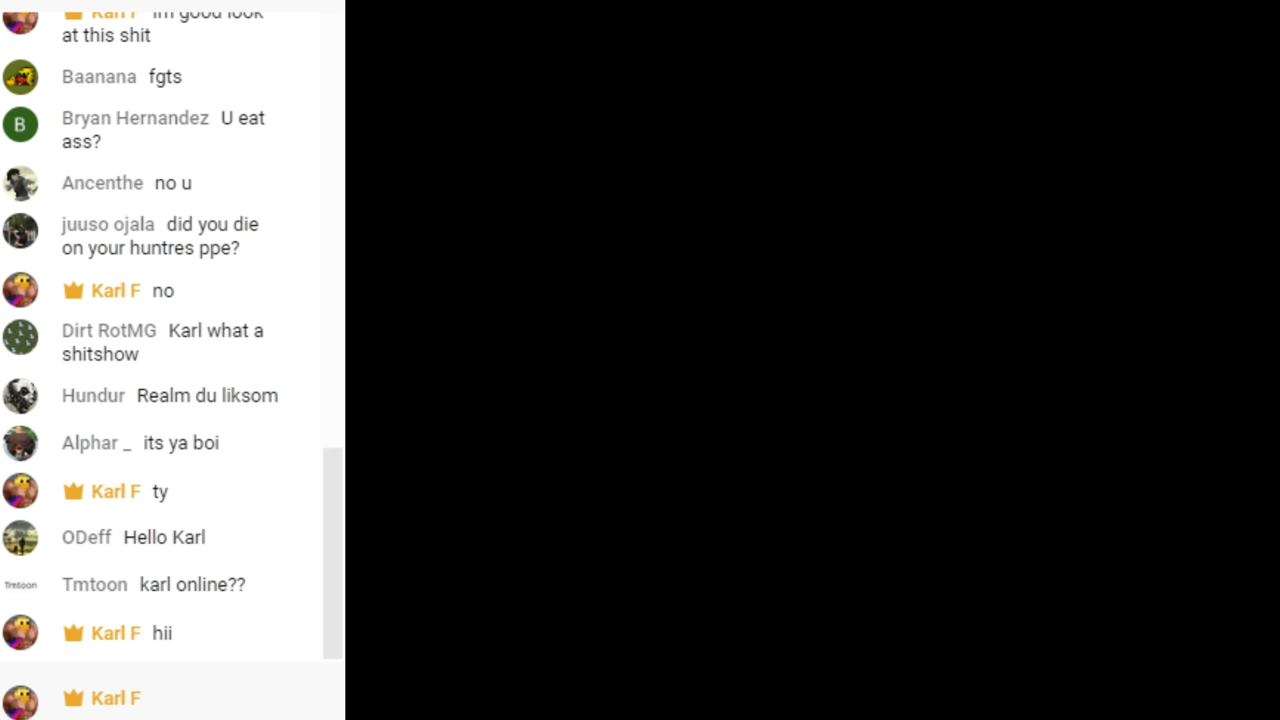 Karl F im good look
at this shit
Baanana fgts
B
Bryan Hernandez U eat
ass?
Ancenthe no u
juuso ojala did you die
on your huntres ppe?
Karl F no
Dirt RotMG Karl what a
shitshow
Hundur Realm du liksom
Alphar _ its ya boi
Karl F ty
ODeff Hello Karl
Tmtoon
Tmtoon karl online??
Karl F hii
Karl F